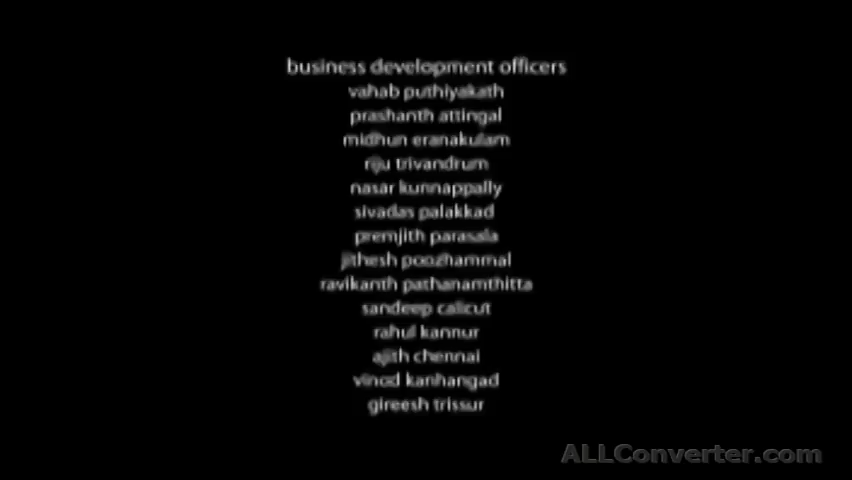 business development officers
vahab puthiyakath
prashanth attingal
midhun eranakulam
riju trivandrum
nasar kunnappally
sivadas palakkad
premjith parasala
jithesh poozhammal
ravikanth pathanamthitta
sandeep calicut
rahul kannur
ajith chennai
vinod kanhangad
gireesh trissur
ALLConverter.com